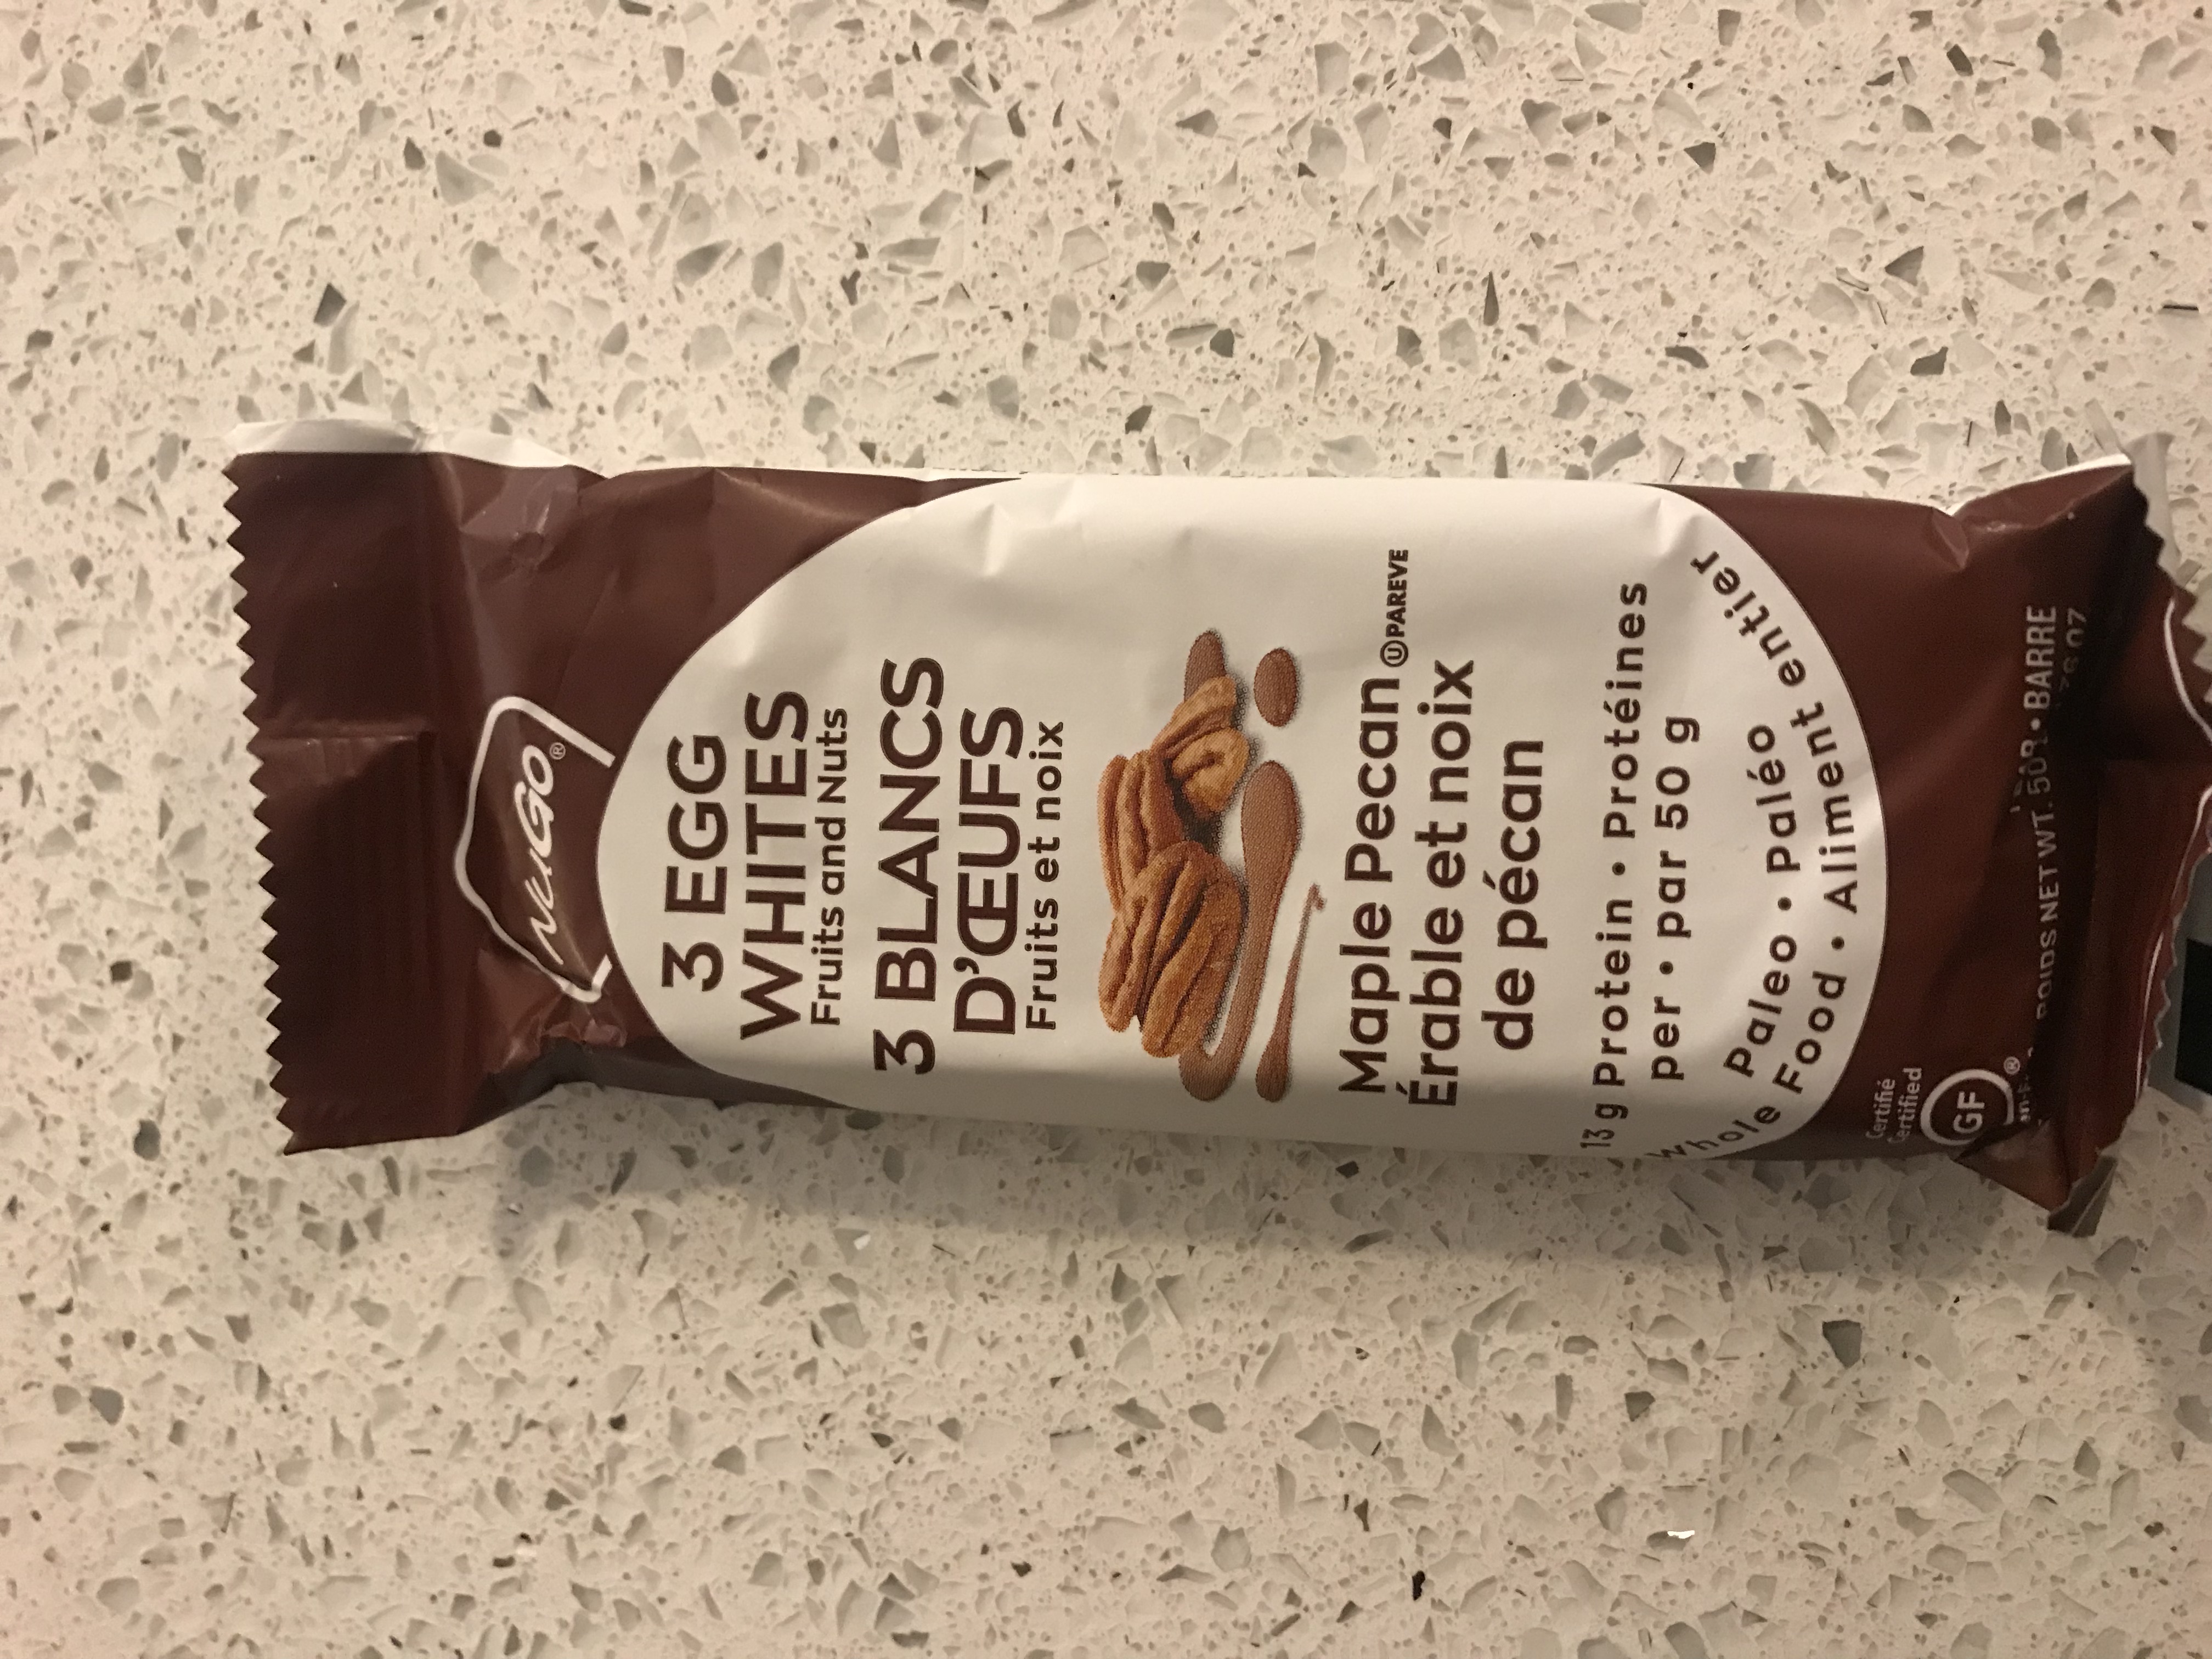 NuGo®
3 EGG
WHITES
Fruits and Nuts
3 BLANCS
D'ŒUFS
Fruits et noix
Maple Pecan ⓊPAREVE
Érable et noix
de pécan
13 g Protein • Protéines
per • par 50 g
Paleo • Paléo
Whole Food • Aliment entier
Certifié
Certified
GF®
POIDS NET WT. 50 • BARRE